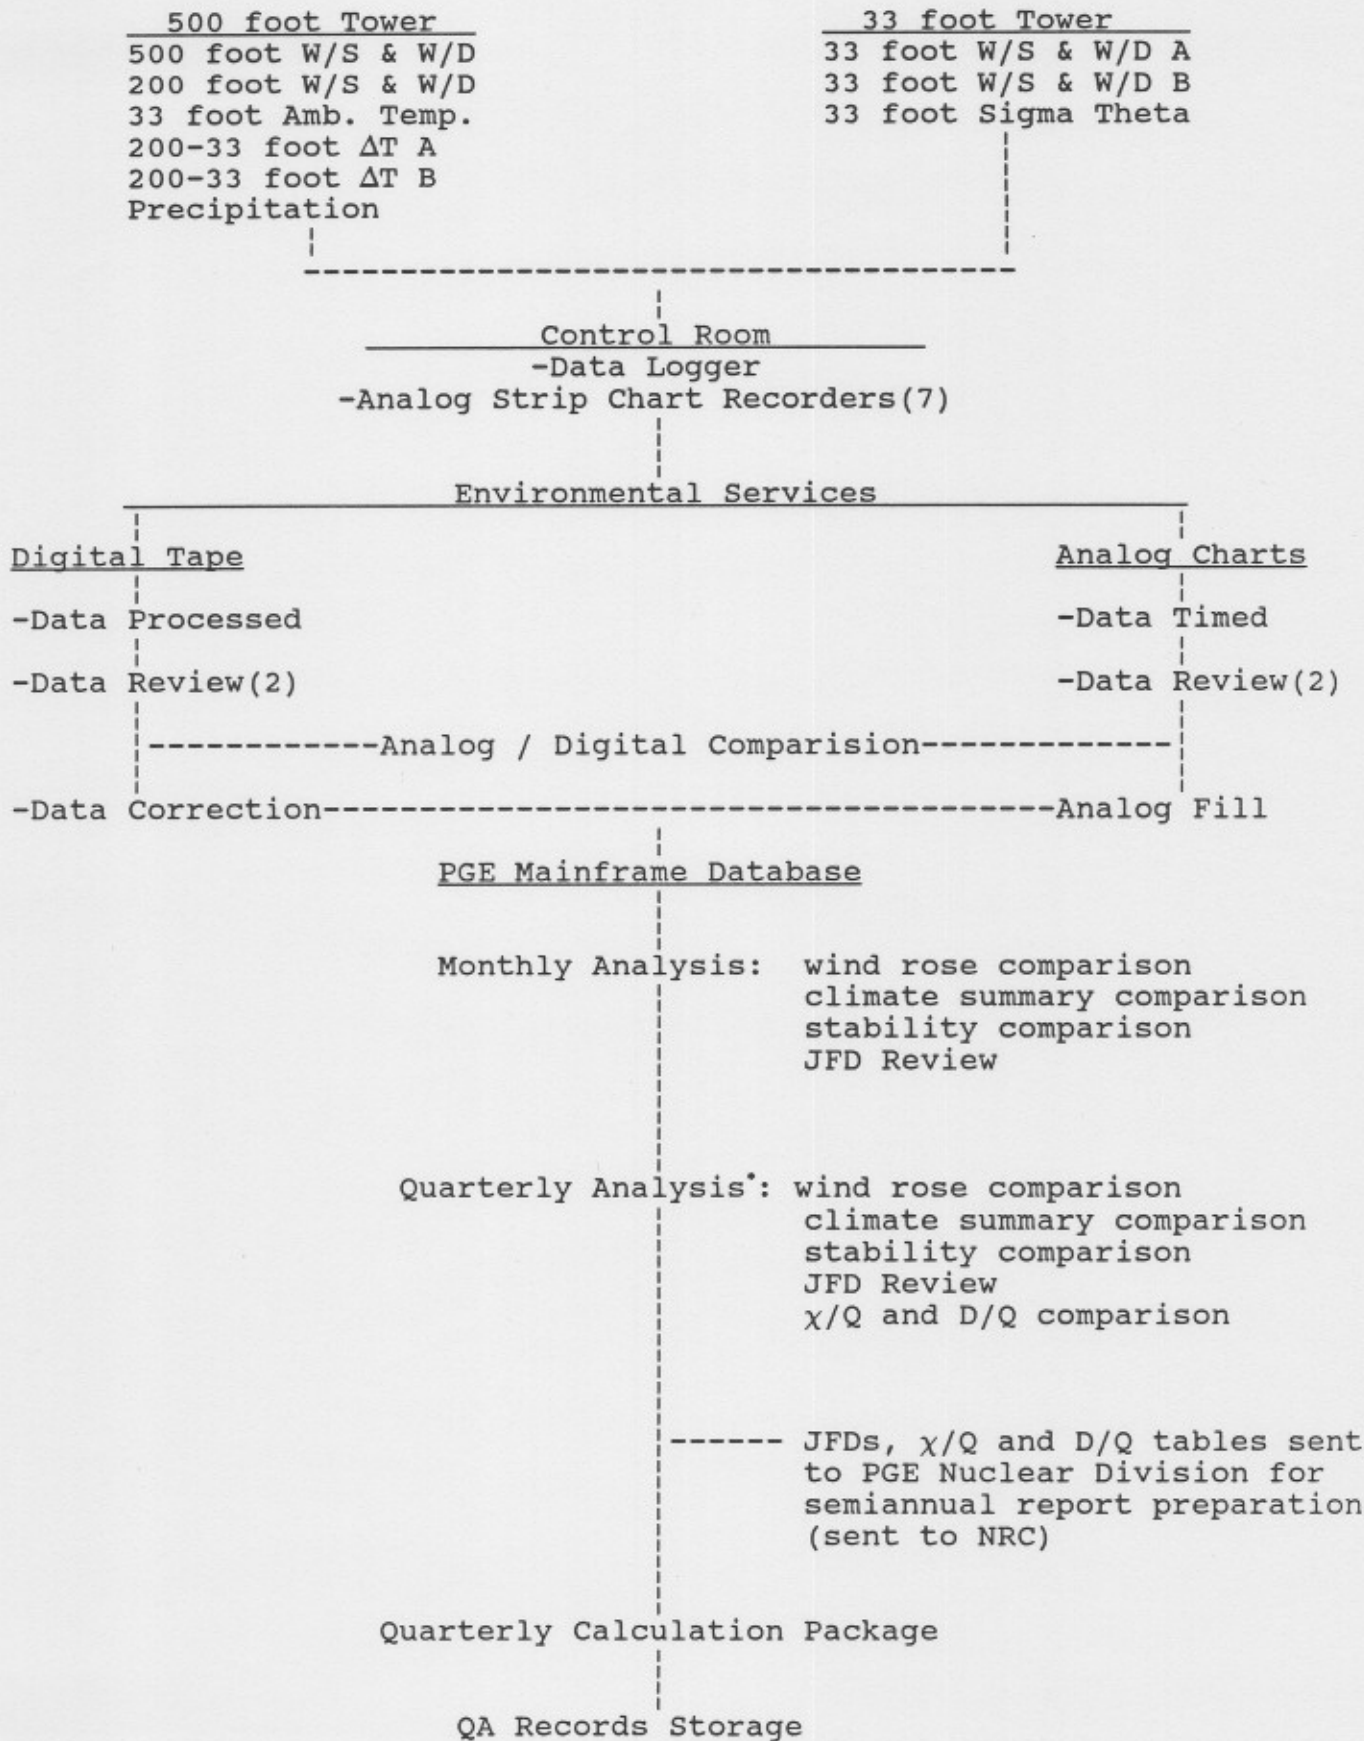 500 foot Tower
500 foot W/S & W/D
200 foot W/S & W/D
33 foot Amb. Temp.
200-33 foot ΔT A
200-33 foot ΔT B
Precipitation
33 foot Tower
33 foot W/S & W/D A
33 foot W/S & W/D B
33 foot Sigma Theta
Control Room
-Data Logger
-Analog Strip Chart Recorders(7)
Environmental Services
Digital Tape
-Data Processed
-Data Review(2)
Analog Charts
-Data Timed
-Data Review(2)
Analog / Digital Comparision
-Data Correction
Analog Fill
PGE Mainframe Database
Monthly Analysis: wind rose comparison
climate summary comparison
stability comparison
JFD Review
Quarterly Analysis*: wind rose comparison
climate summary comparison
stability comparison
JFD Review
χ/Q and D/Q comparison
JFDs, χ/Q and D/Q tables sent
to PGE Nuclear Division for
semiannual report preparation
(sent to NRC)
Quarterly Calculation Package
QA Records Storage